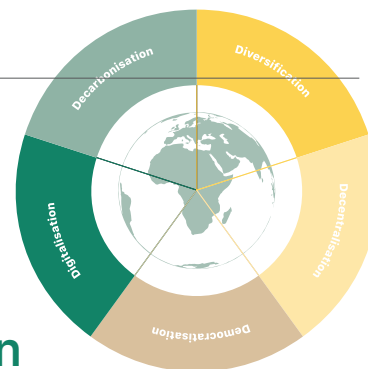 Decarbonisation
Diversification
Decentralisation
Democratisation
Digitalisation
n